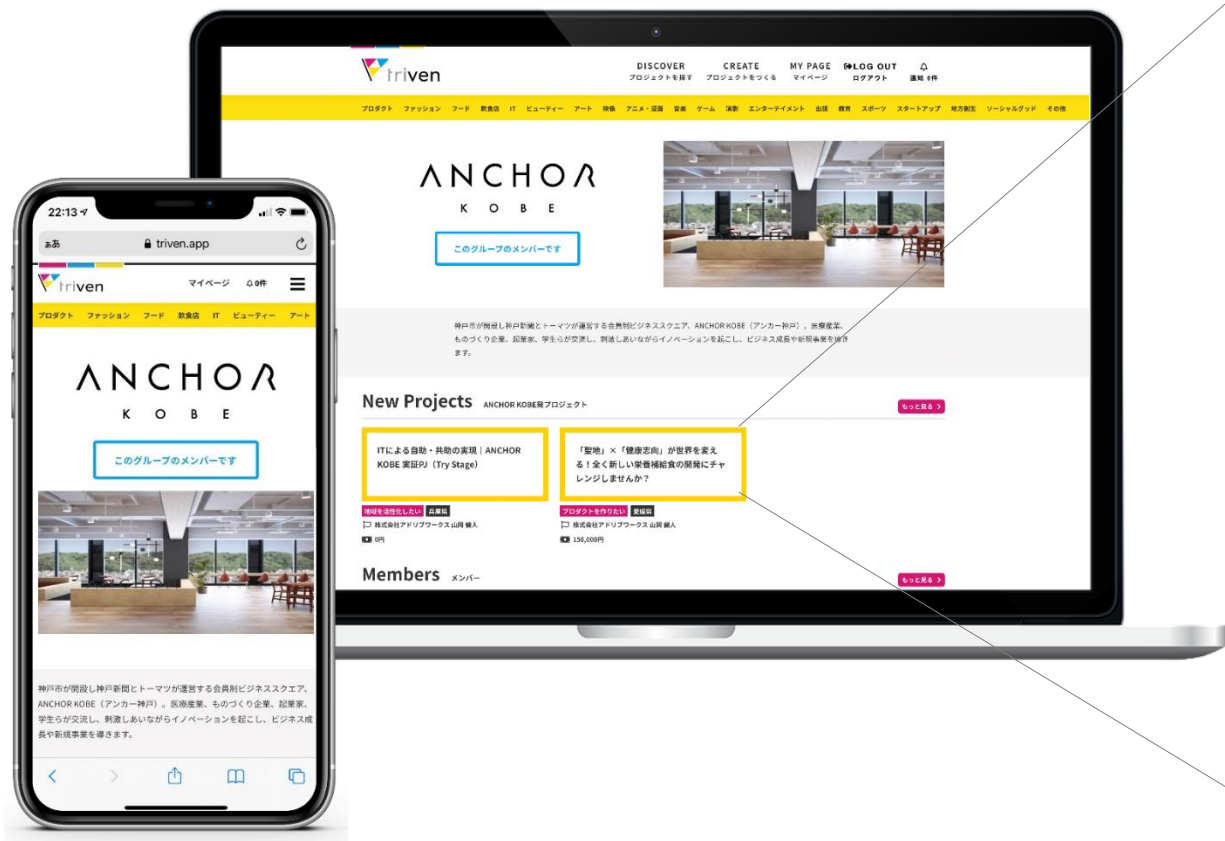 triven
DISCOVER
プロジェクトを探す
CREATE
プロジェクトをつくる
MY PAGE
マイページ
LOG OUT
ログアウト
通知 0件
プロダクト ファッション フード 飲食店 IT ビューティー アート 映像 アニメ・漫画 音楽 ゲーム 演劇 エンターテイメント 出版 教育 スポーツ スタートアップ 地方創生 ソーシャルグッド その他
ANCHOR
KOBE
このグループのメンバーです
神戸市が開設し神戸新聞とトーマツが運営する会員制ビジネススクエア、ANCHOR KOBE(アンカー神戸)。医療産業、
ものづくり企業、起業家、学生らが交流し、刺激しあいながらイノベーションを起こし、ビジネス成長や新規事業を導き
ます。
New Projects ANCHOR KOBE発プロジェクト
もっと見る >
ITによる自助・共助の実現|ANCHOR
KOBE 実証PJ(Try Stage)
地域を活性化したい 兵庫県
株式会社アドリブワークス 山岡 健人
0円
「聖地」×「健康志向」が世界を変え
る!全く新しい栄養補給食の開発にチャ
レンジしませんか?
プロダクトを作りたい 愛媛県
株式会社アドリブワークス 山岡 健人
150,000円
Members メンバー
もっと見る >
22:13
ぁあ
triven.app
triven
マイページ
0件
プロダクト ファッション フード 飲食店 IT ビューティー アート
ANCHOR
KOBE
このグループのメンバーです
神戸市が開設し神戸新聞とトーマツが運営する会員制ビジネススクエア、
ANCHOR KOBE(アンカー神戸)。医療産業、ものづくり企業、起業家、
学生らが交流し、刺激しあいながらイノベーションを起こし、ビジネス成
長や新規事業を導きます。